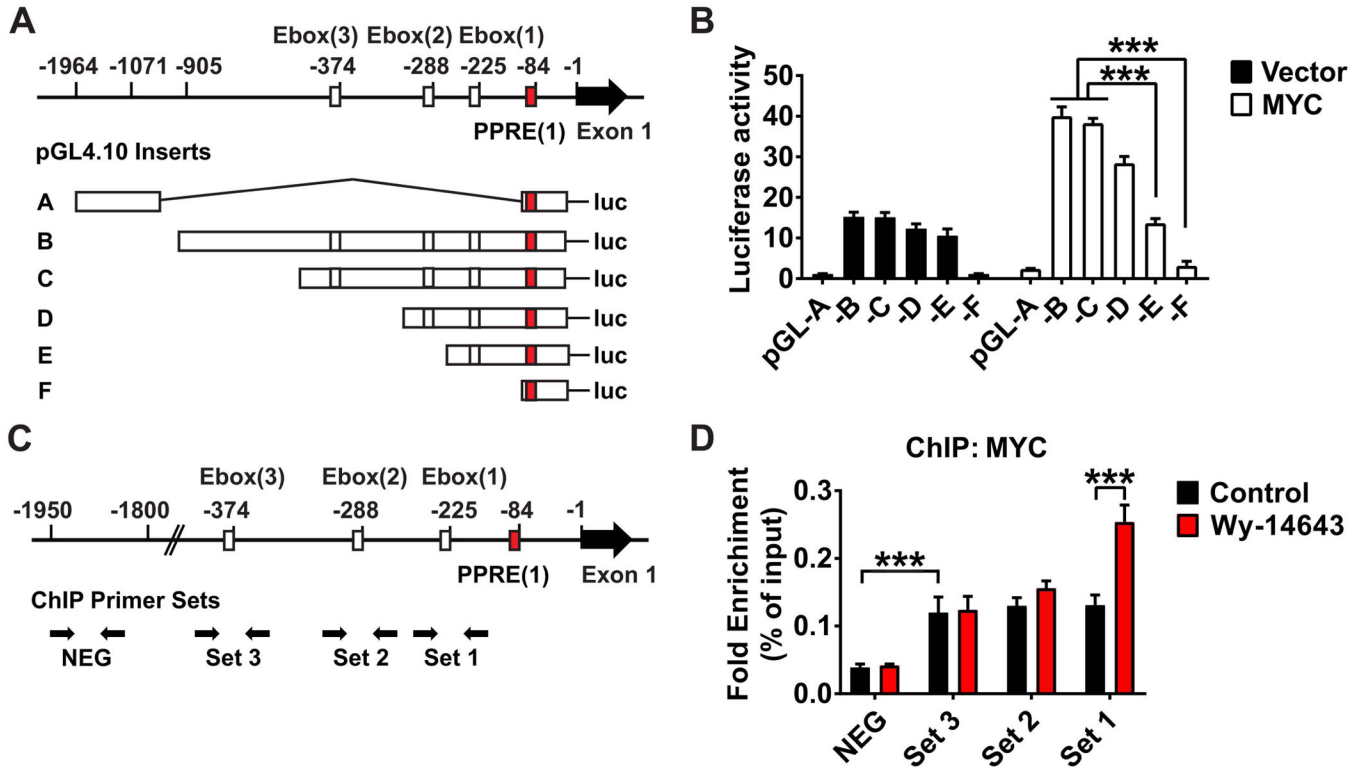 A
Ebox(3) Ebox(2) Ebox(1)
-1964 -1071 -905 -374 -288 -225 -84 -1
PPRE(1) Exon 1
pGL4.10 Inserts
A luc
B luc
C luc
D luc
E luc
F luc
B
Luciferase activity
50
40
30
20
10
0
***
***
Vector
MYC
pGL-A -B -C -D -E -F pGL-A -B -C -D -E -F
C
Ebox(3) Ebox(2) Ebox(1)
-1950 -1800 -374 -288 -225 -84 -1
PPRE(1) Exon 1
ChIP Primer Sets
NEG Set 3 Set 2 Set 1
D
ChIP: MYC
Fold Enrichment
(% of input)
0.3
0.2
0.1
0.0
***
***
Control
Wy-14643
NEG Set 3 Set 2 Set 1